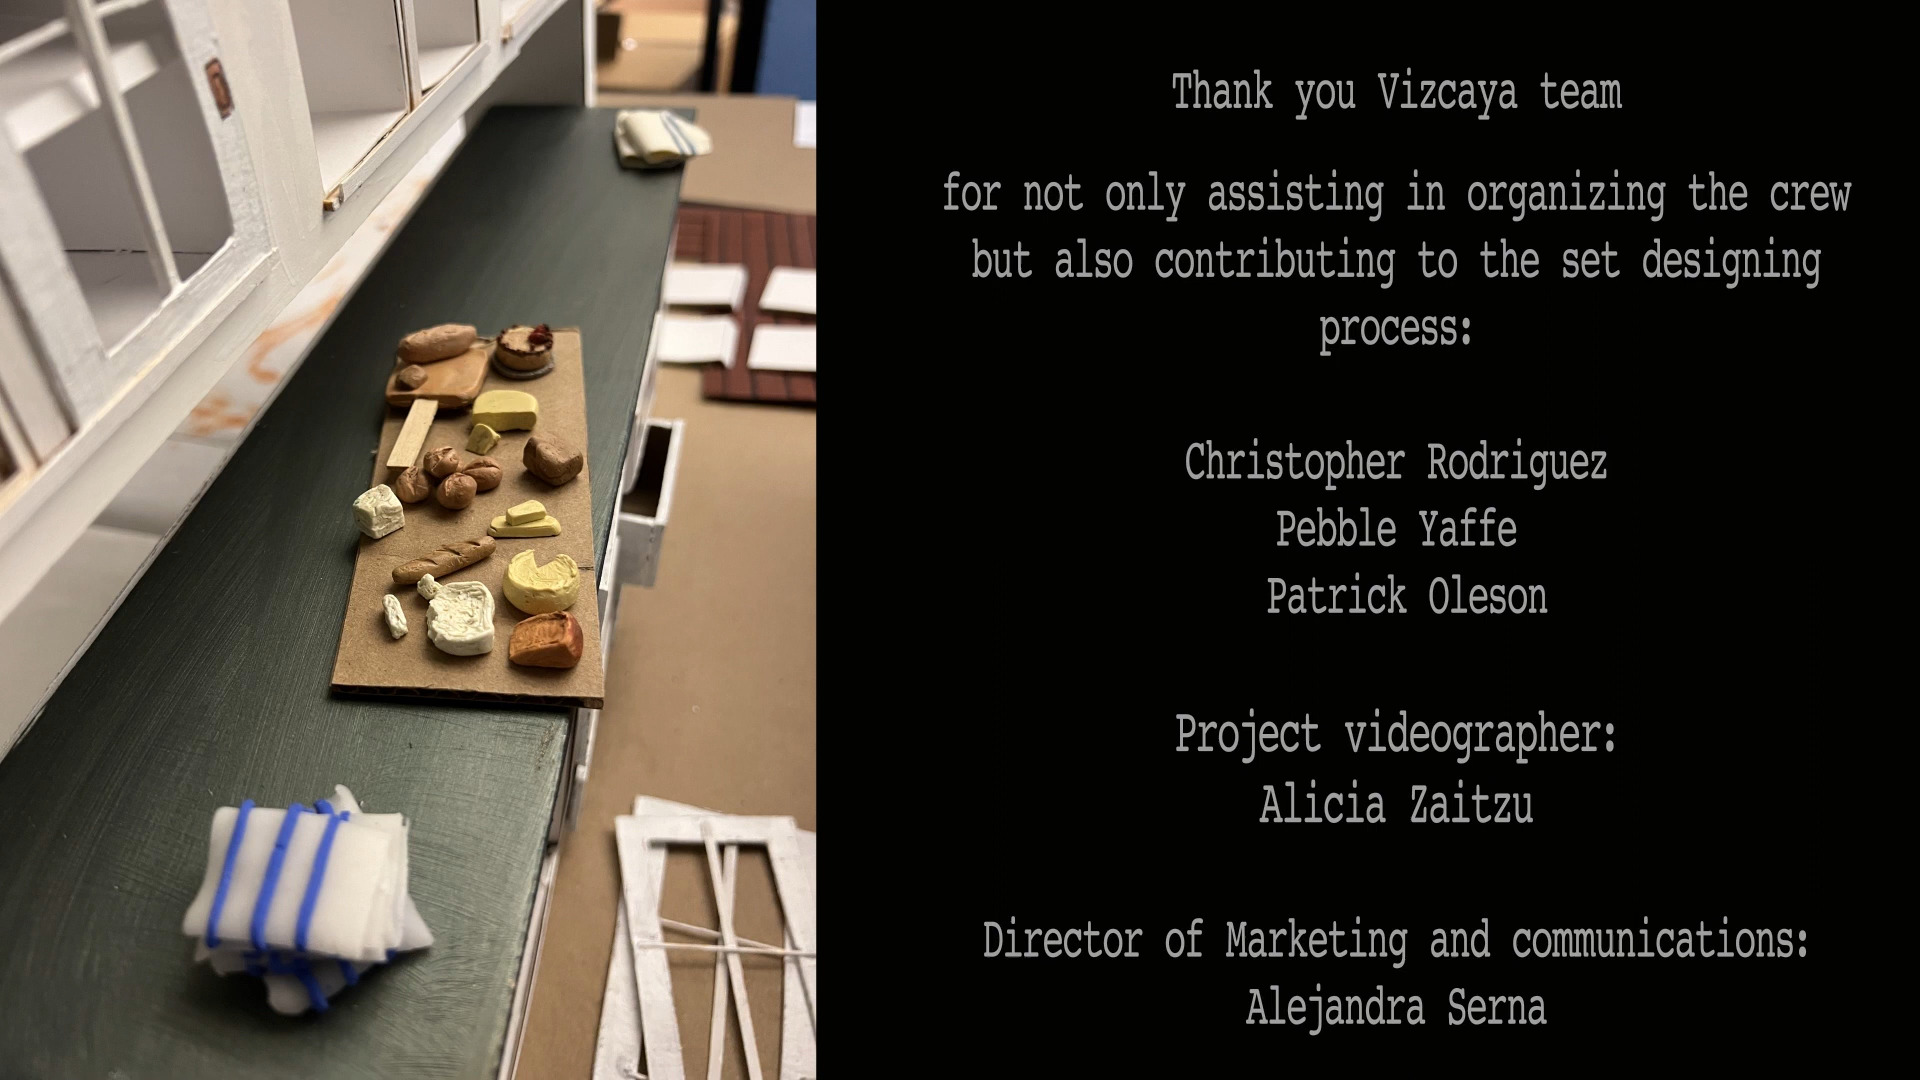 Thank you Vizcaya team
for not only assisting in organizing the crew
but also contributing to the set designing
process:
Christopher Rodriguez
Pebble Yaffe
Patrick Oleson
Project videographer:
Alicia Zaitzu
Director of Marketing and communications:
Alejandra Serna